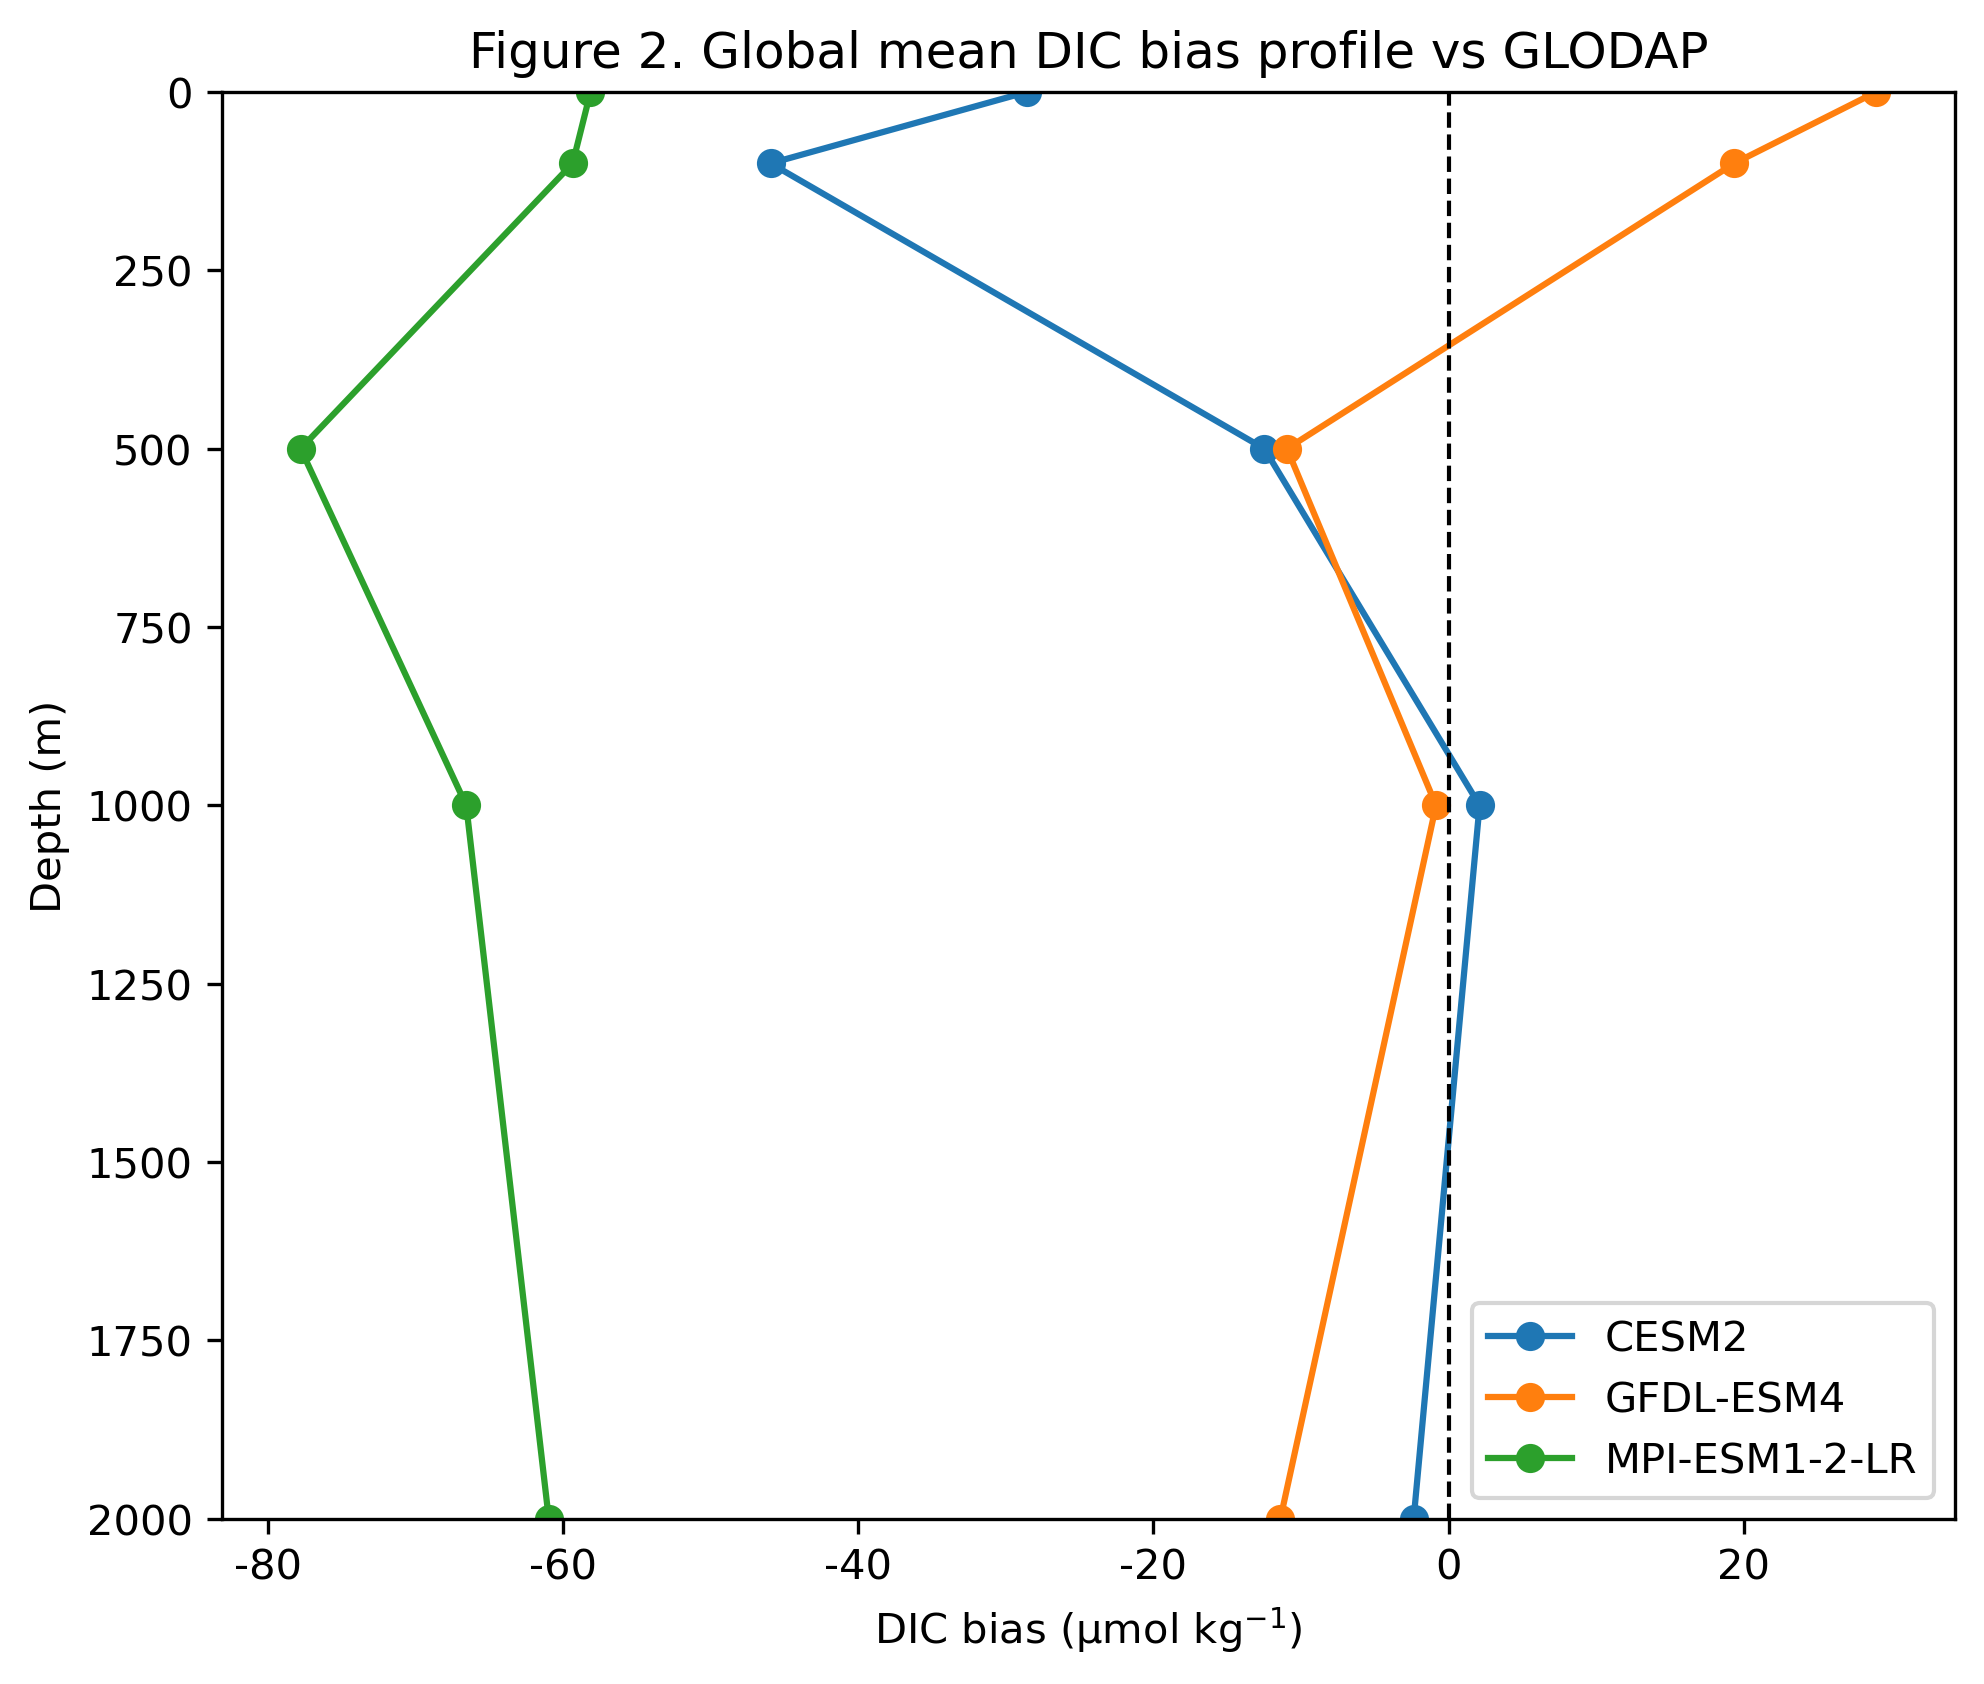 Figure 2. Global mean DIC bias profile vs GLODAP
0
250
500
750
1000
1250
1500
1750
2000
Depth (m)
-80 -60 -40 -20 0 20
DIC bias (µmol kg⁻¹)
CESM2
GFDL-ESM4
MPI-ESM1-2-LR